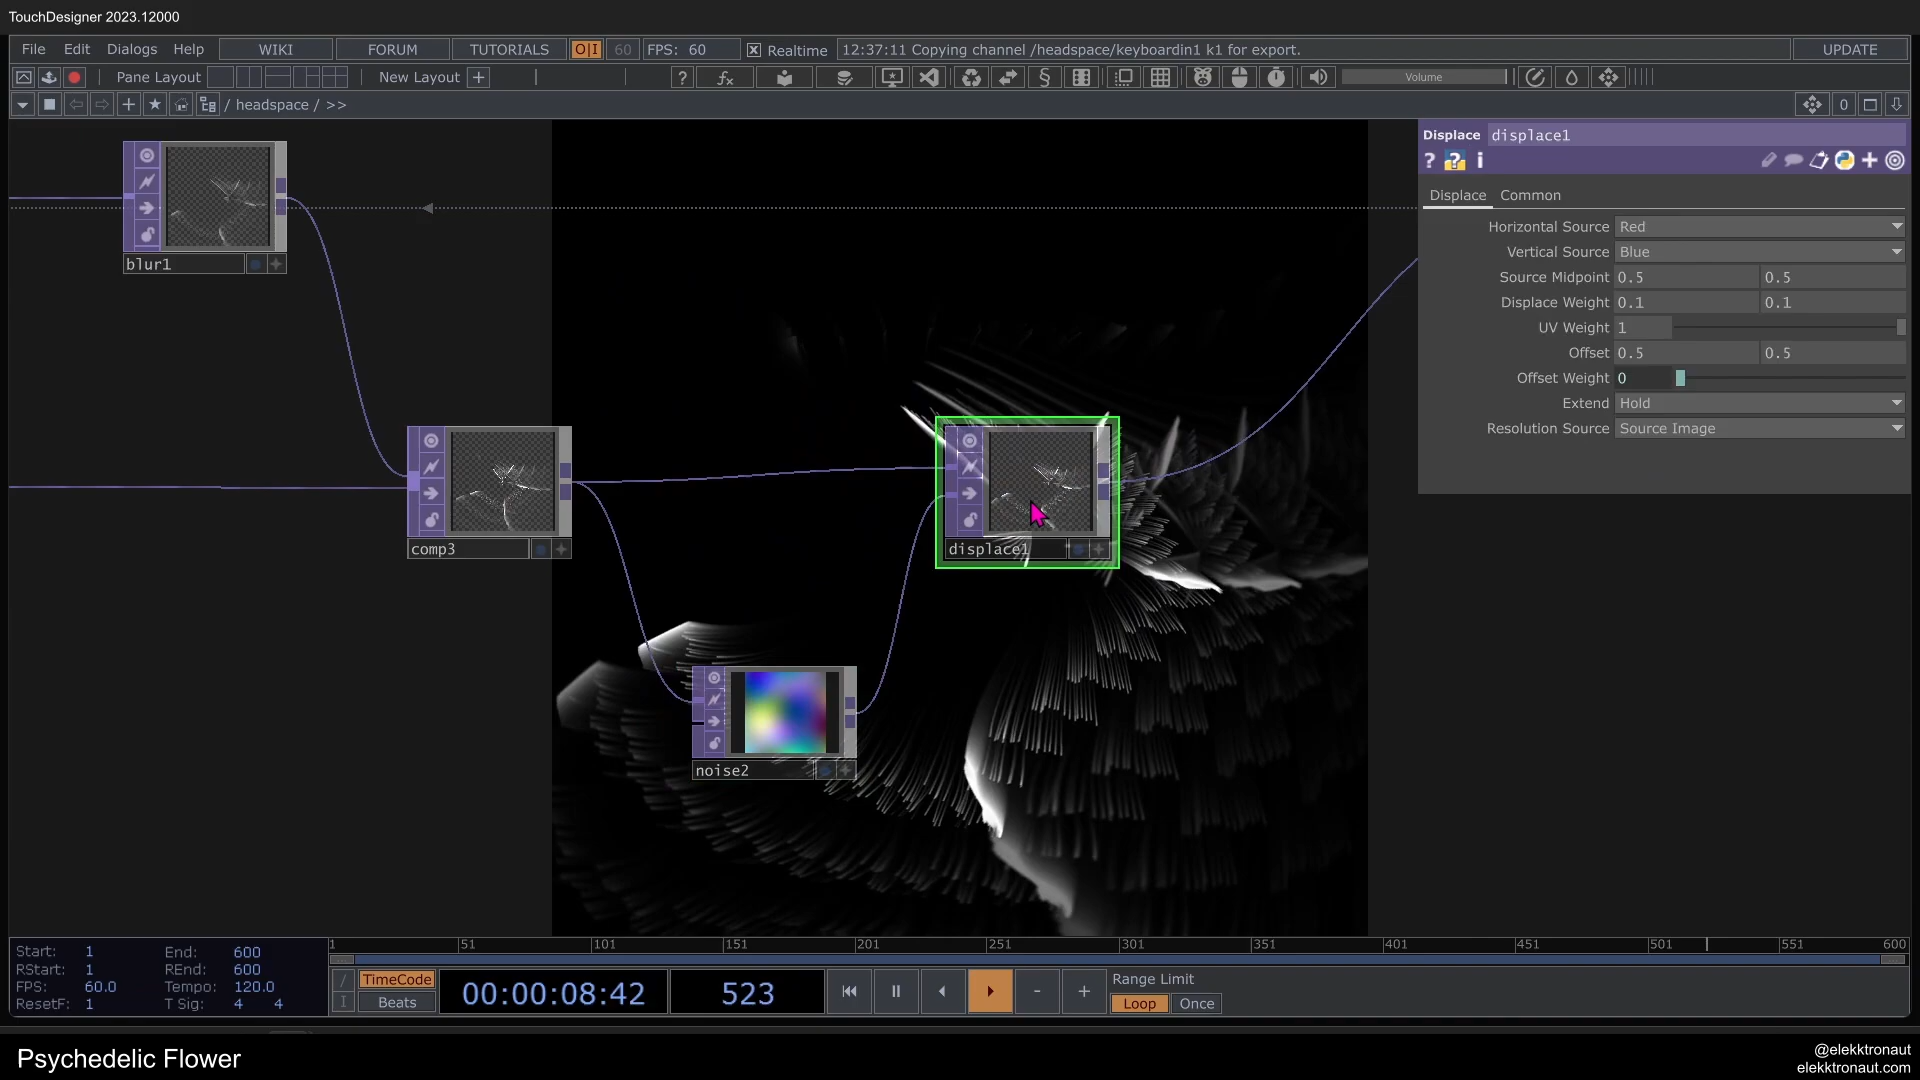 TouchDesigner 2023.12000
File Edit Dialogs Help WIKI FORUM TUTORIALS O|I 60 FPS: 60 Realtime 12:37:11 Copying channel /headspace/keyboardin1 k1 for export. UPDATE
Pane Layout New Layout + ? fx § Volume
/ headspace / >> 0
Displace displace1
? ? i
Displace Common
Horizontal Source Red
Vertical Source Blue
Source Midpoint 0.5 0.5
Displace Weight 0.1 0.1
UV Weight 1
Offset 0.5 0.5
Offset Weight 0
Extend Hold
Resolution Source Source Image
blur1
comp3
displace1
noise2
1 51 101 151 201 251 301 351 401 451 501 551 600
Start: 1 End: 600
RStart: 1 REnd: 600
FPS: 60.0 Tempo: 120.0
ResetF: 1 T Sig: 4 4
/ TimeCode
I Beats
00:00:08:42 523 - +
Range Limit
Loop Once
Psychedelic Flower
@elekktronaut
elekktronaut.com